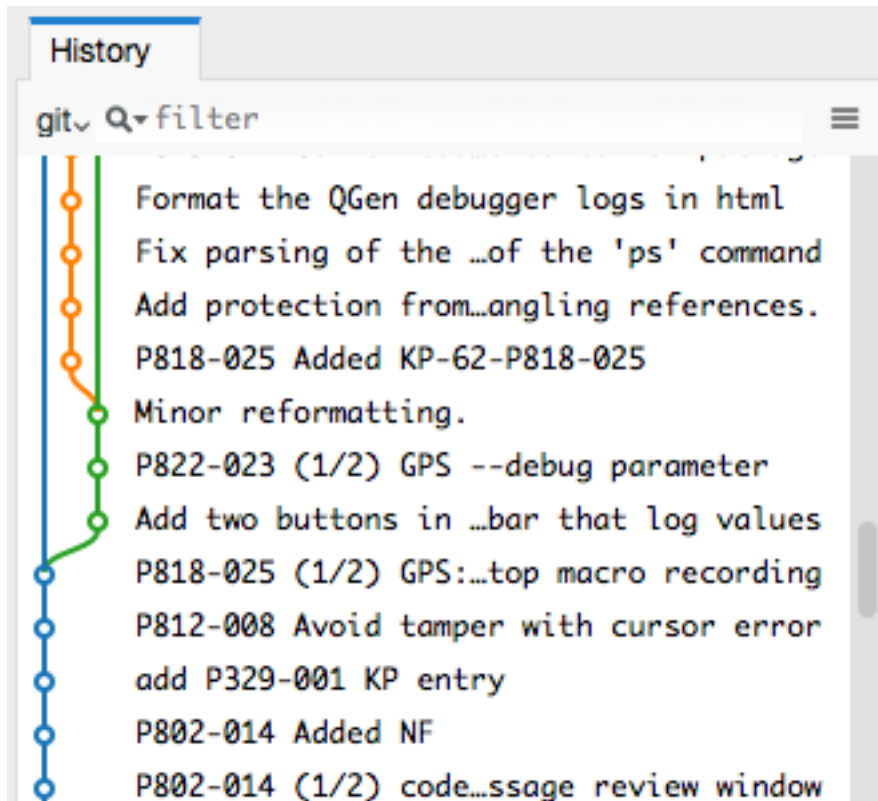 History
git filter
Format the QGen debugger logs in html
Fix parsing of the …of the 'ps' command
Add protection from…angling references.
P818-025 Added KP-62-P818-025
Minor reformatting.
P822-023 (1/2) GPS --debug parameter
Add two buttons in …bar that log values
P818-025 (1/2) GPS:…top macro recording
P812-008 Avoid tamper with cursor error
add P329-001 KP entry
P802-014 Added NF
P802-014 (1/2) code…ssage review window